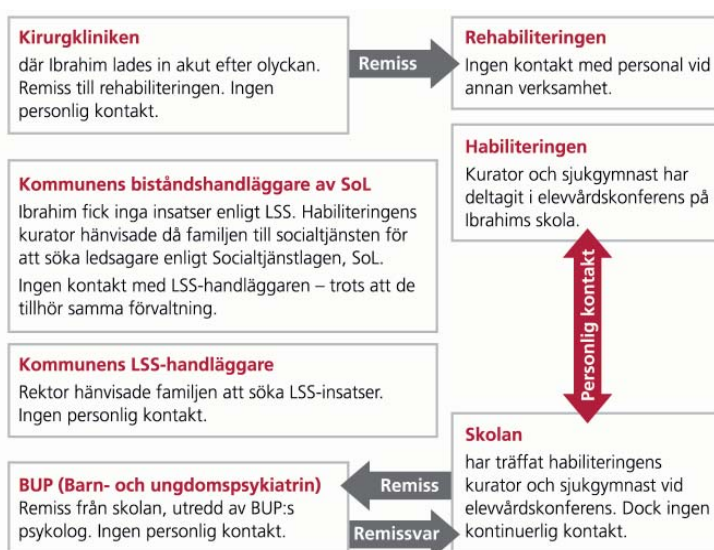 Kirurgkliniken
där Ibrahim lades in akut efter olyckan.
Remiss till rehabiliteringen. Ingen
personlig kontakt.
Remiss
Rehabiliteringen
Ingen kontakt med personal vid
annan verksamhet.
Habiliteringen
Kurator och sjukgymnast har
deltagit i elevvårdskonferens på
Ibrahims skola.
Kommunens biståndshandläggare av SoL
Ibrahim fick inga insatser enligt LSS. Habiliteringens
kurator hänvisade då familjen till socialtjänsten för
att söka ledsagare enligt Socialtjänstlagen, SoL.
Ingen kontakt med LSS-handläggaren – trots att de
tillhör samma förvaltning.
Personlig kontakt
Kommunens LSS-handläggare
Rektor hänvisade familjen att söka LSS-insatser.
Ingen personlig kontakt.
Skolan
har träffat habiliteringens
kurator och sjukgymnast vid
elevvårdskonferens. Dock ingen
kontinuerlig kontakt.
BUP (Barn- och ungdomspsykiatrin)
Remiss från skolan, utredd av BUP:s
psykolog. Ingen personlig kontakt.
Remiss
Remissvar